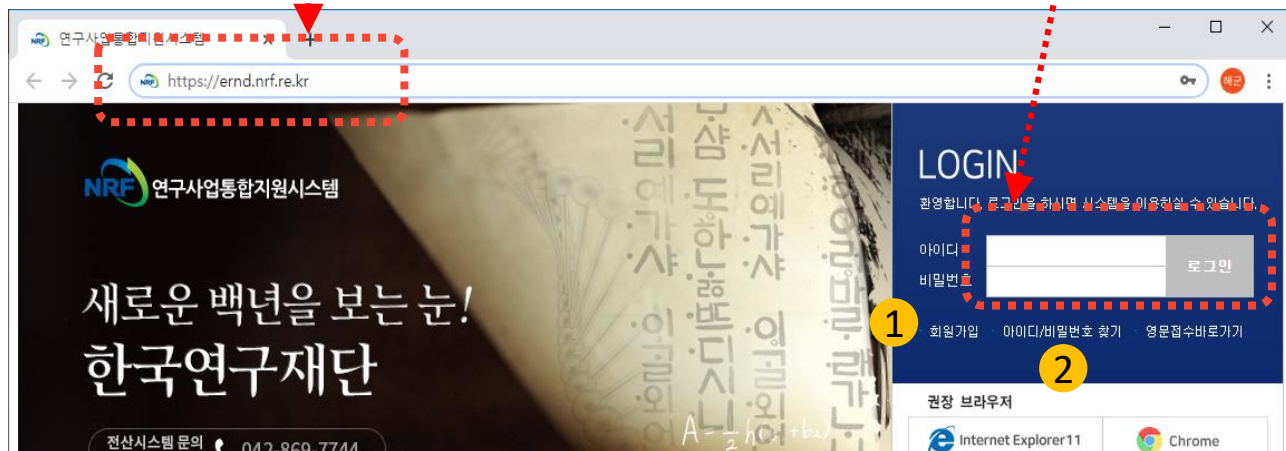 연구사업통합지원시스템
https://ernd.nrf.re.kr
해군
NRF 연구사업통합지원시스템
새로운 백년을 보는 눈!
한국연구재단
전산시스템 문의 042-869-7744
LOGIN
환영합니다. 로그인을 하시면 시스템을 이용하실 수 있습니다.
아이디
비밀번호
로그인
1 회원가입 아이디/비밀번호 찾기 영문접수바로가기
2
권장 브라우저
Internet Explorer11 Chrome